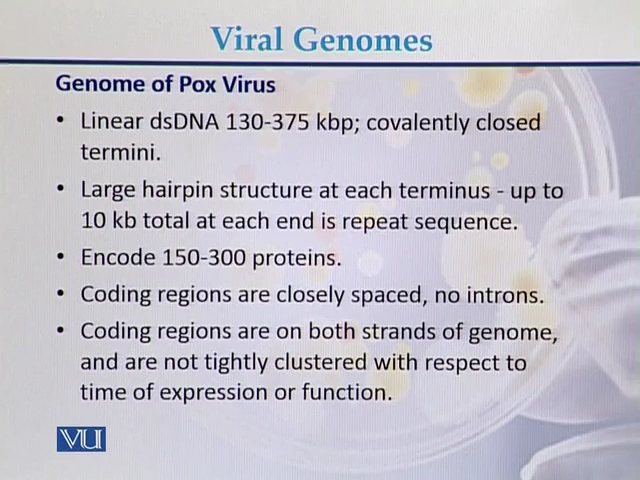 Viral Genomes
Genome of Pox Virus
• Linear dsDNA 130-375 kbp; covalently closed
termini.
• Large hairpin structure at each terminus - up to
10 kb total at each end is repeat sequence.
• Encode 150-300 proteins.
• Coding regions are closely spaced, no introns.
• Coding regions are on both strands of genome,
and are not tightly clustered with respect to
time of expression or function.
VU